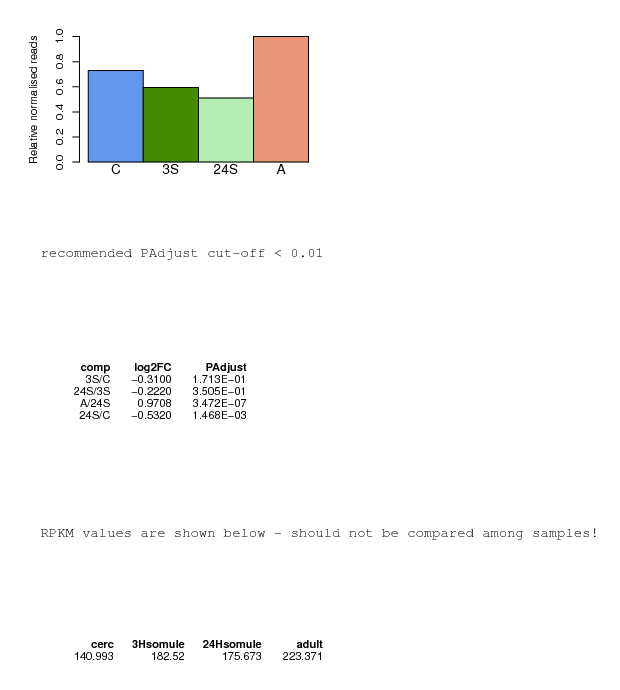 Relative normalised reads
1.0
0.8
0.6
0.4
0.2
0.0
C 3S 24S A
recommended PAdjust cut-off < 0.01
comp log2FC PAdjust
3S/C −0.3100 1.713E−01
24S/3S −0.2220 3.505E−01
A/24S 0.9708 3.472E−07
24S/C −0.5320 1.468E−03
RPKM values are shown below - should not be compared among samples!
cerc 3Hsomule 24Hsomule adult
140.993 182.52 175.673 223.371